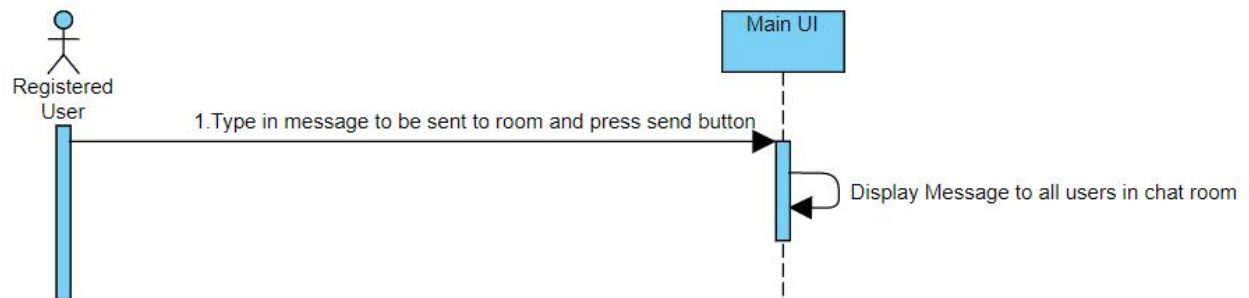 Main UI
Registered
User
1.Type in message to be sent to room and press send button
Display Message to all users in chat room